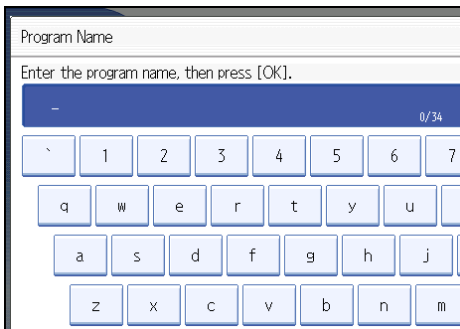 Program Name
Enter the program name, then press [OK].
_
0/34
` 1 2 3 4 5 6 7
q w e r t y u
a s d f g h j
z x c v b n m